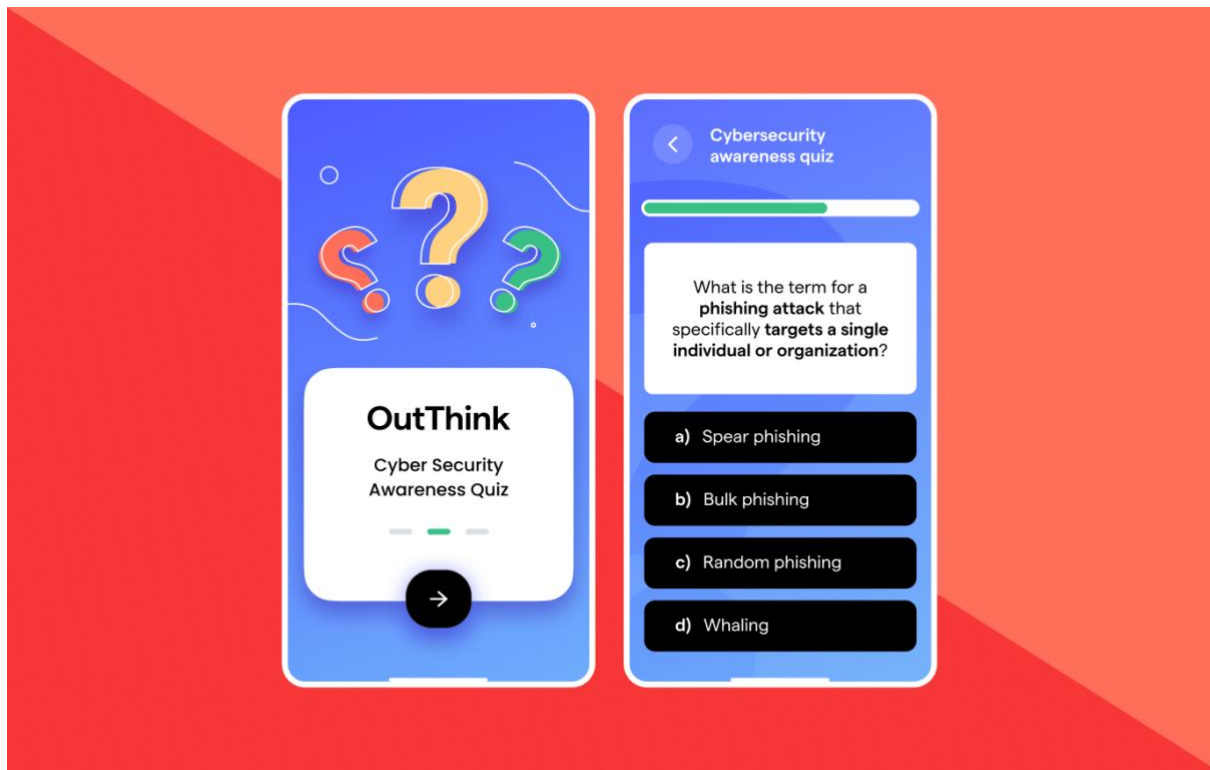 OutThink
Cyber Security
Awareness Quiz
Cybersecurity
awareness quiz
What is the term for a
phishing attack that
specifically targets a single
individual or organization?
a) Spear phishing
b) Bulk phishing
c) Random phishing
d) Whaling